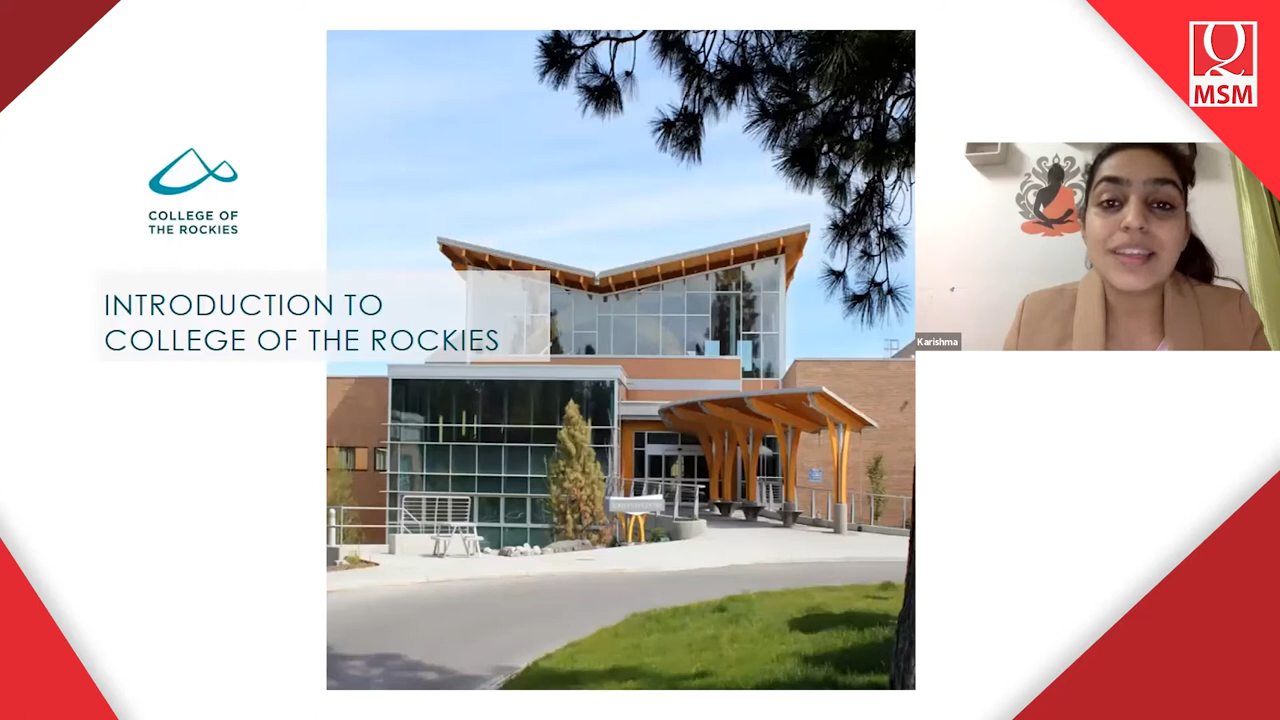 MSM
COLLEGE OF
THE ROCKIES
INTRODUCTION TO
COLLEGE OF THE ROCKIES
Karishma